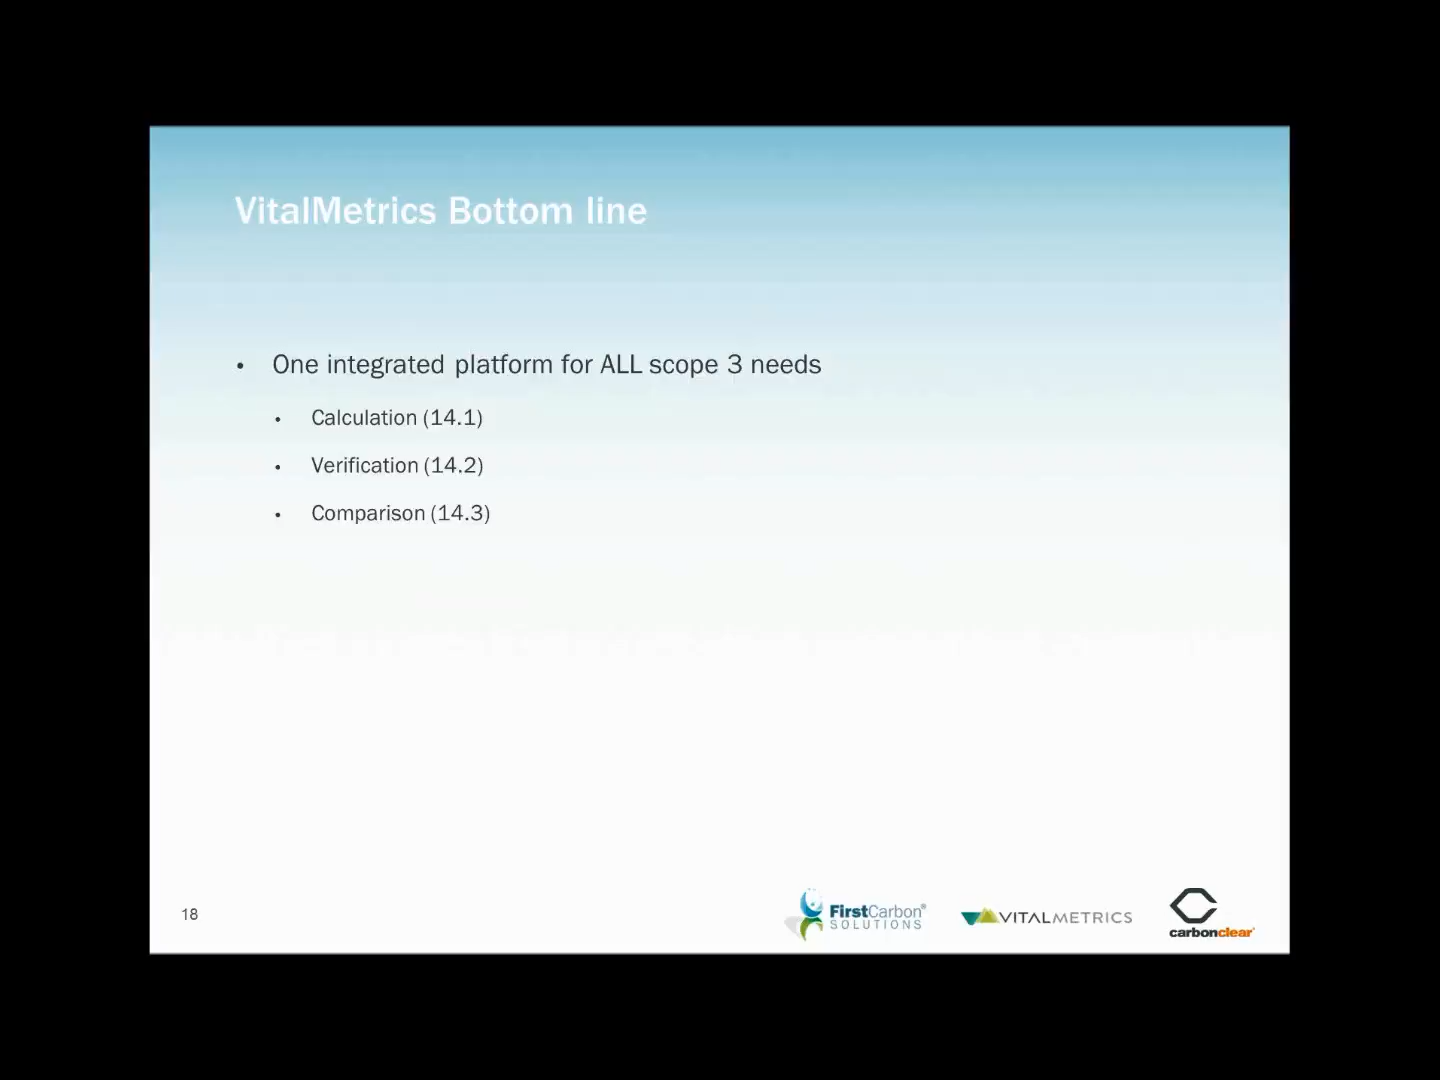 VitalMetrics Bottom line
• One integrated platform for ALL scope 3 needs
• Calculation (14.1)
• Verification (14.2)
• Comparison (14.3)
18
FirstCarbon®
SOLUTIONS
VITALMETRICS
carbonclear